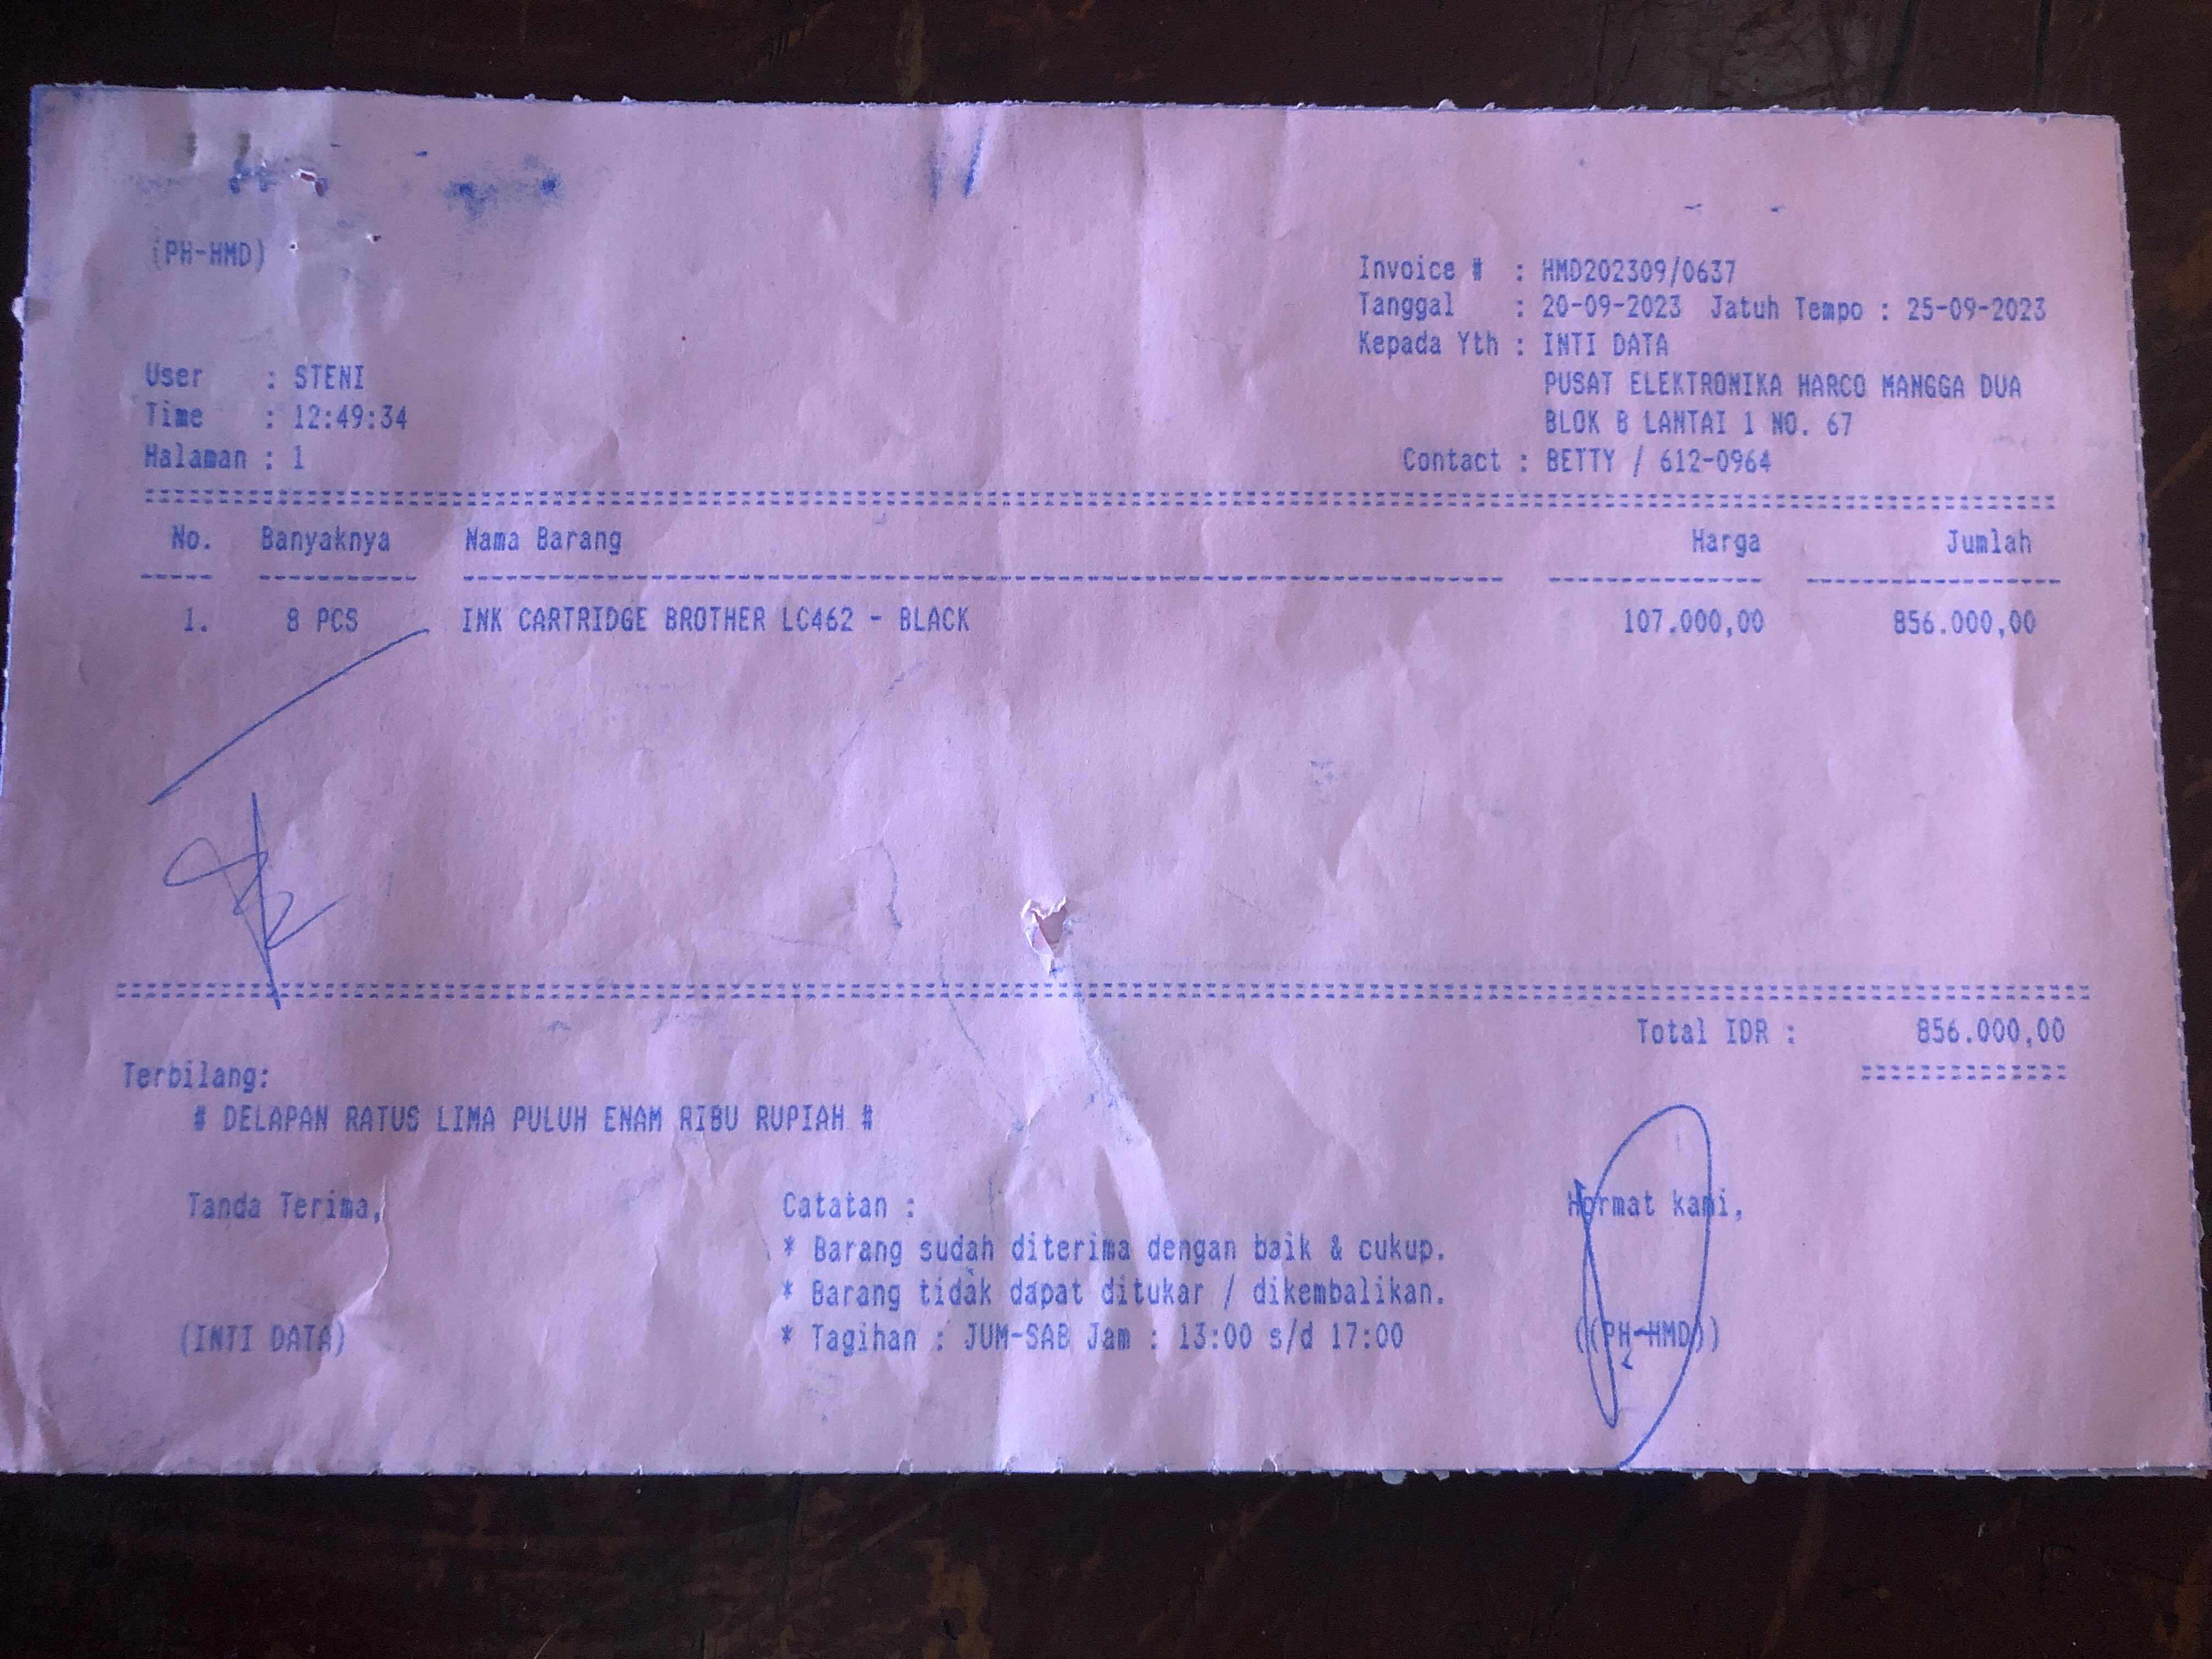 (PH-HMD)
Invoice # : HMD202309/0637
Tanggal : 20-09-2023 Jatuh Tempo : 25-09-2023
Kepada Yth : INTI DATA
PUSAT ELEKTRONIKA HARCO MANGGA DUA
BLOK B LANTAI 1 NO. 67
Contact : BETTY / 612-0964
User : STENI
Time : 12:49:34
Halaman : 1
No. Banyaknya Nama Barang Harga Jumlah
1. 8 PCS INK CARTRIDGE BROTHER LC462 - BLACK 107.000,00 856.000,00
Total IDR : 856.000,00
Terbilang:
# DELAPAN RATUS LIMA PULUH ENAM RIBU RUPIAH #
Tanda Terima,
(INTI DATA)
Catatan :
* Barang sudah diterima dengan baik & cukup.
* Barang tidak dapat ditukar / dikembalikan.
* Tagihan : JUM-SAB Jam : 13:00 s/d 17:00
Hormat kami,
((PH-HMD))